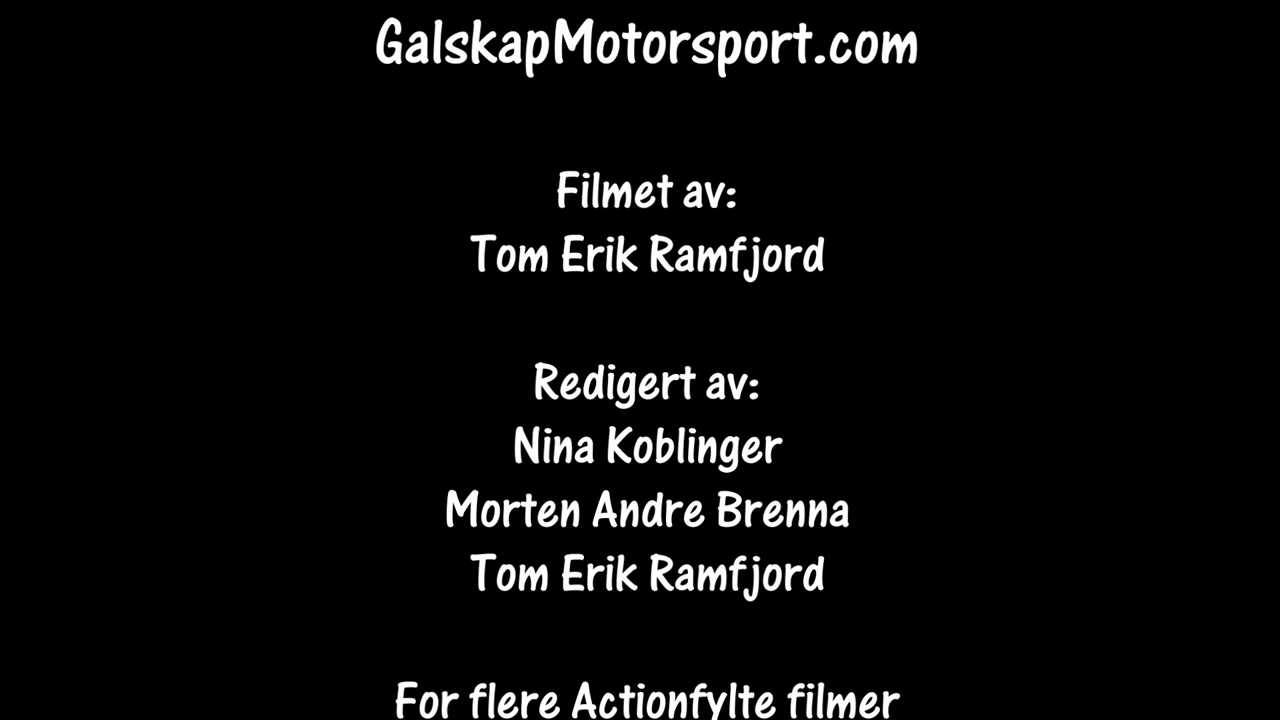 GalskapMotorsport.com
Filmet av:
Tom Erik Ramfjord
Redigert av:
Nina Koblinger
Morten Andre Brenna
Tom Erik Ramfjord
For flere Actionfylte filmer